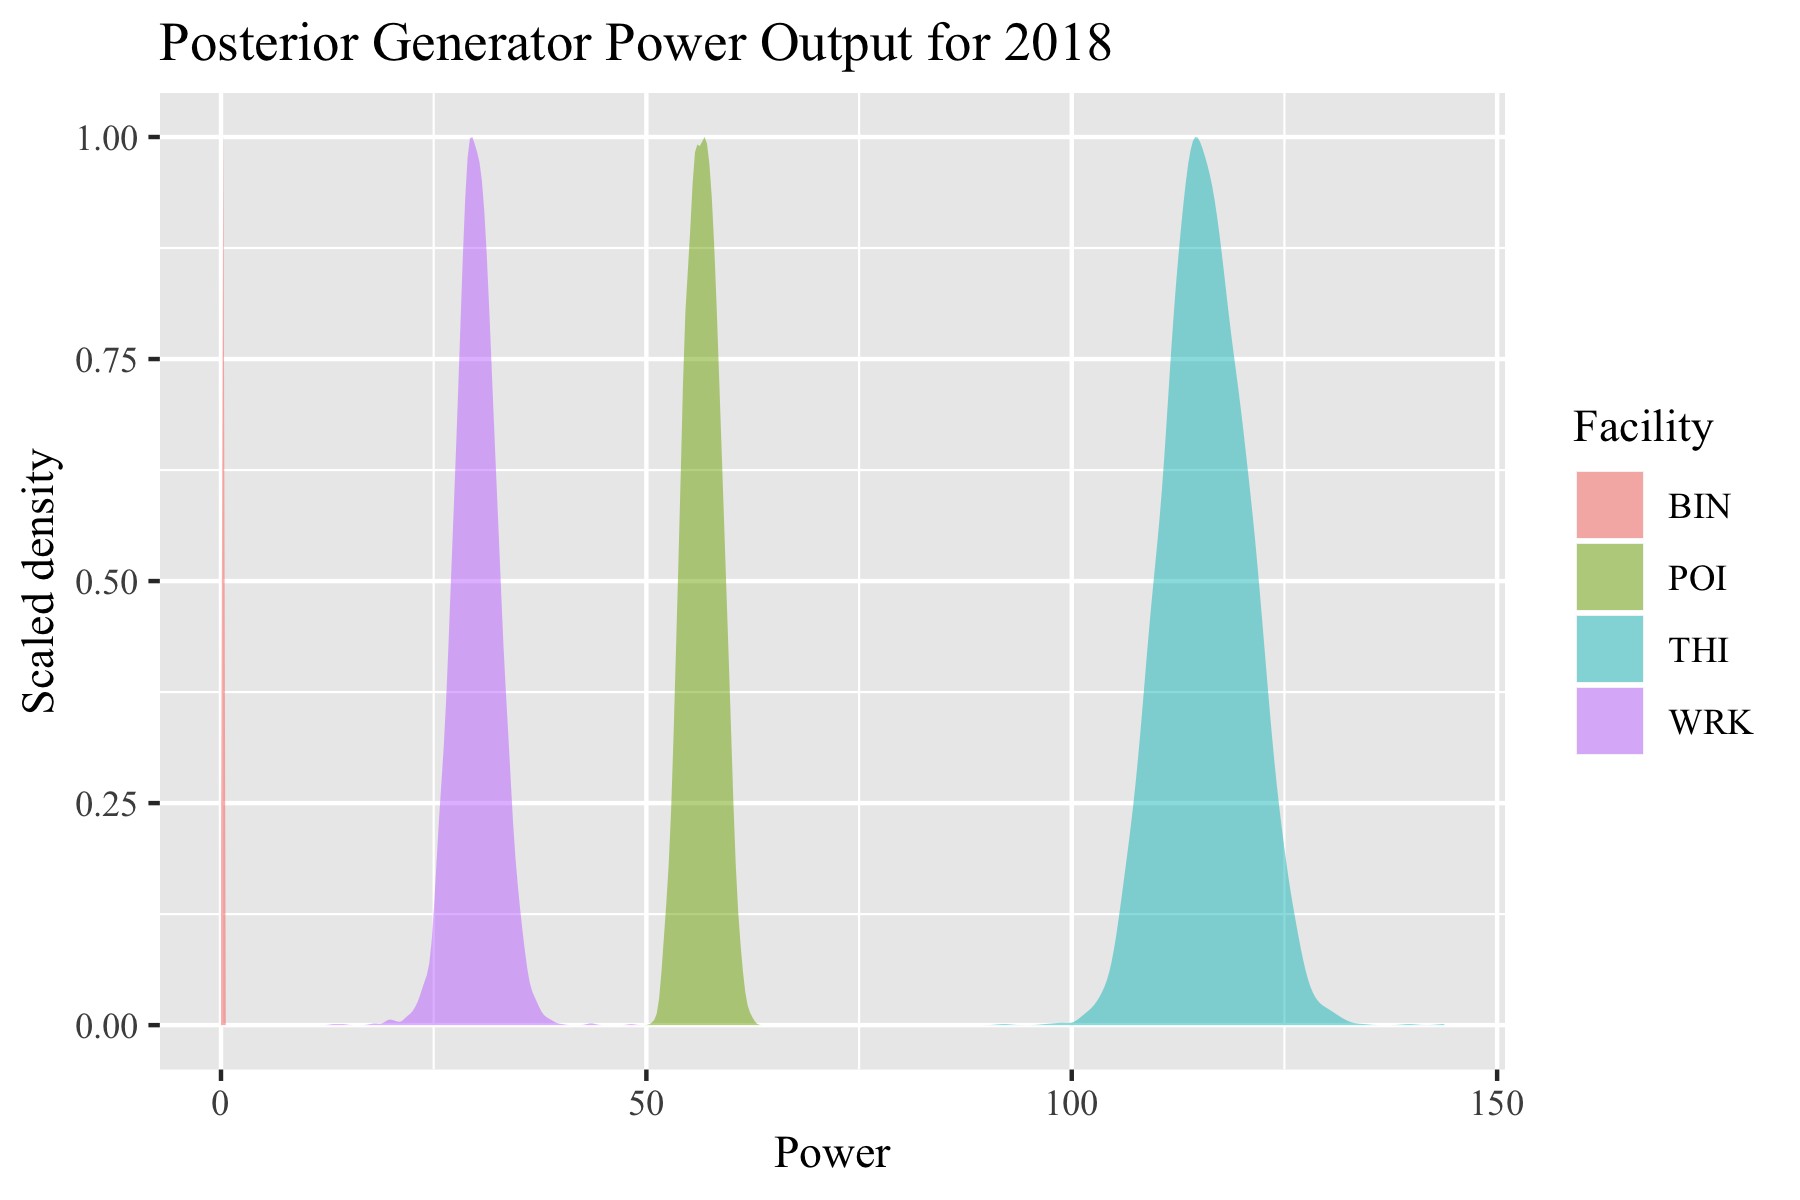 Posterior Generator Power Output for 2018
1.00
0.75
0.50
0.25
0.00
Scaled density
0
50
100
150
Power
Facility
BIN
POI
THI
WRK